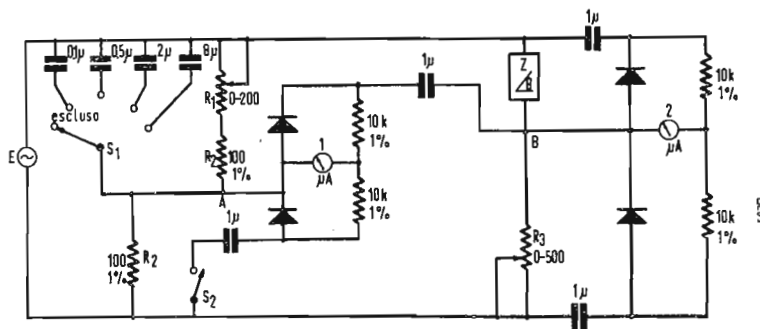 0,1µ
0,5µ
2µ
8µ
escluso
S1
E
R1
0-200
R2
100
1%
A
100
1%
R2
1µ
S2
1
µA
10k
1%
10k
1%
1µ
Z
θ
B
R3
0-500
1µ
2
µA
10k
1%
10k
1%
1µ